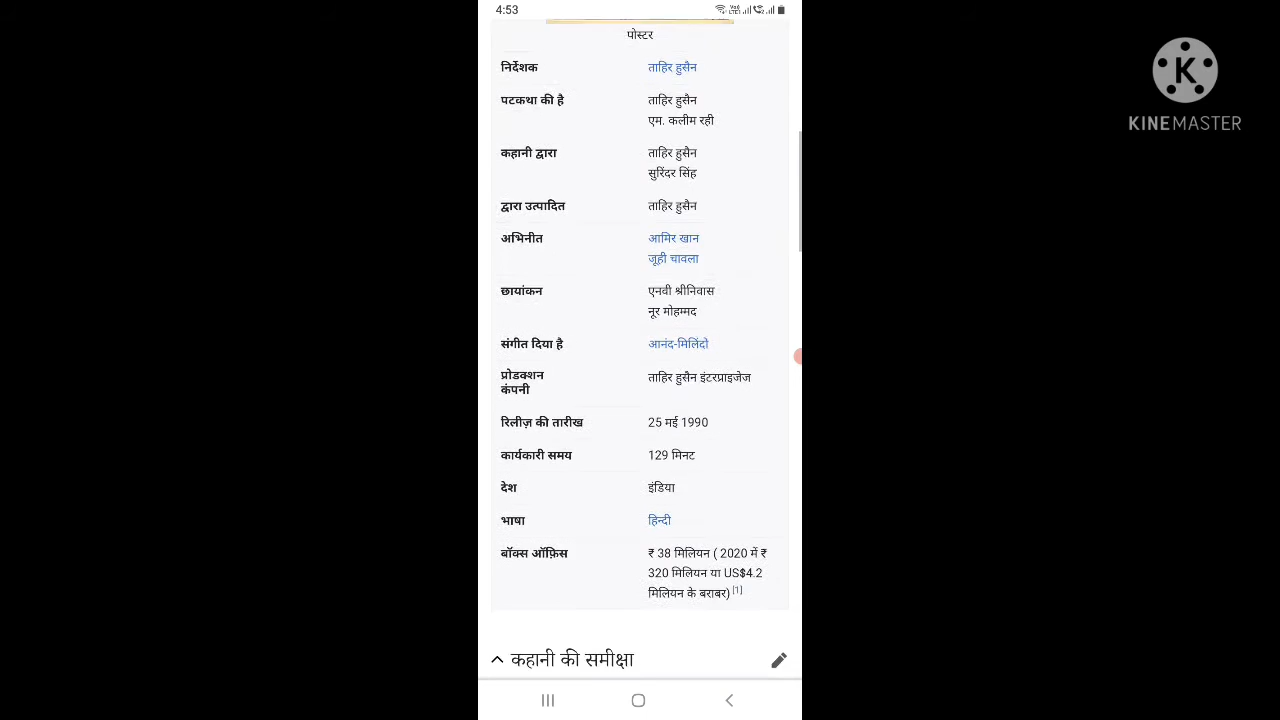 4:53
KINEMASTER
पोस्टर
निर्देशक ताहिर हुसैन
पटकथा की है ताहिर हुसैन
एम. कलीम रही
कहानी द्वारा ताहिर हुसैन
सुरिंदर सिंह
द्वारा उत्पादित ताहिर हुसैन
अभिनीत आमिर खान
जूही चावला
छायांकन एनवी श्रीनिवास
नूर मोहम्मद
संगीत दिया है आनंद-मिलिंदो
प्रोडक्शन
कंपनी ताहिर हुसैन इंटरप्राइजेज
रिलीज़ की तारीख 25 मई 1990
कार्यकारी समय 129 मिनट
देश इंडिया
भाषा हिन्दी
बॉक्स ऑफ़िस ₹ 38 मिलियन ( 2020 में ₹
320 मिलियन या US$4.2
मिलियन के बराबर) [1]
कहानी की समीक्षा